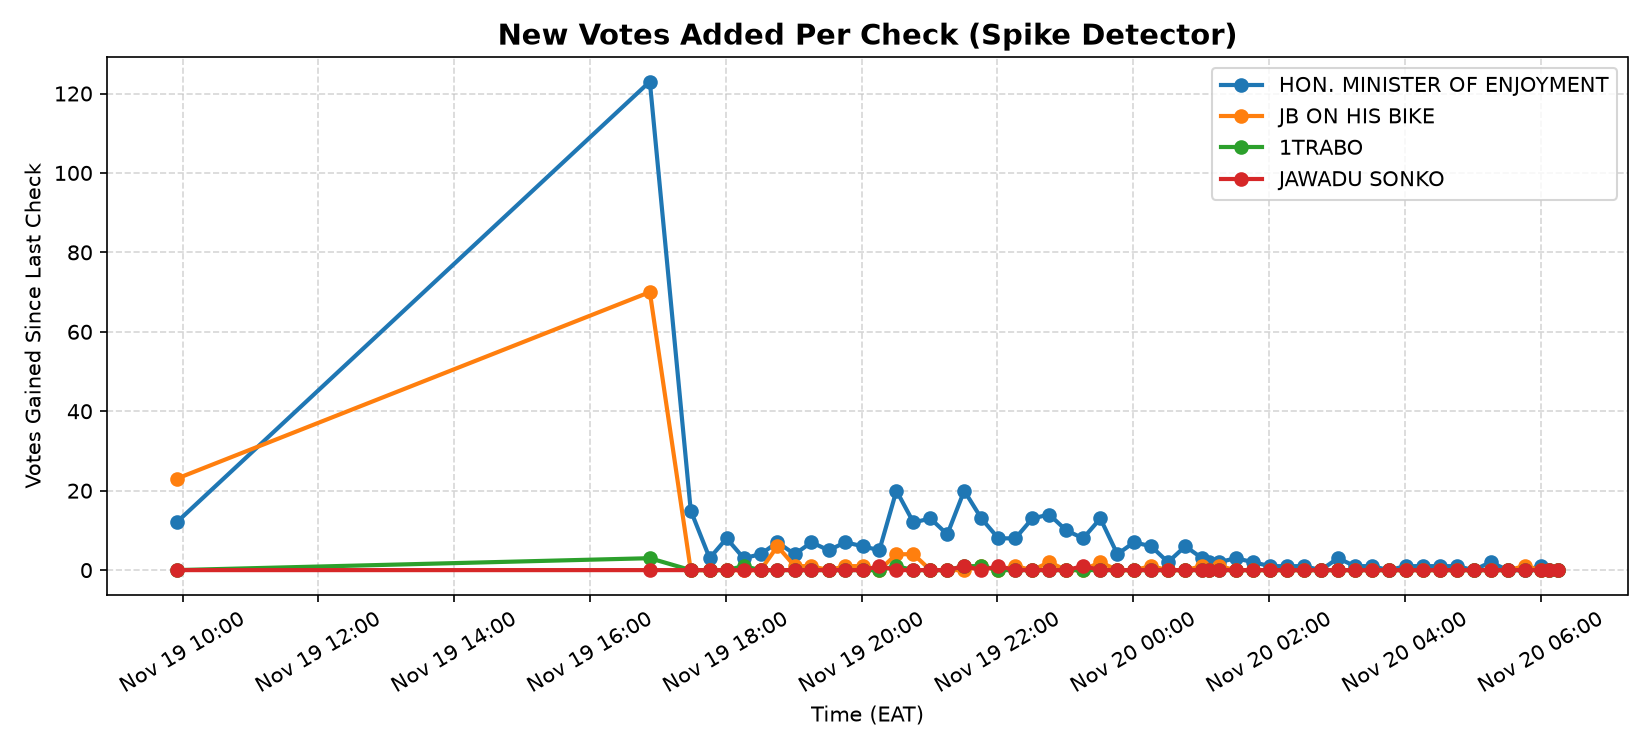 New Votes Added Per Check (Spike Detector)
HON. MINISTER OF ENJOYMENT
JB ON HIS BIKE
1TRABO
JAWADU SONKO
Votes Gained Since Last Check
120
100
80
60
40
20
0
Nov 19 10:00
Nov 19 12:00
Nov 19 14:00
Nov 19 16:00
Nov 19 18:00
Nov 19 20:00
Nov 19 22:00
Nov 20 00:00
Nov 20 02:00
Nov 20 04:00
Nov 20 06:00
Time (EAT)